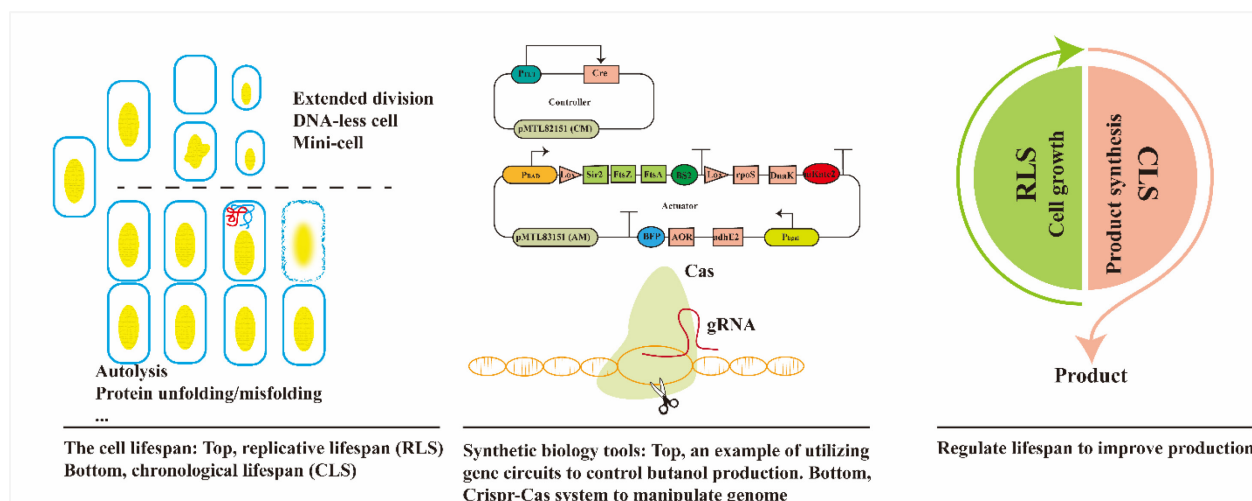 Extended division
DNA-less cell
Mini-cell
Autolysis
Protein unfolding/misfolding
...
The cell lifespan: Top, replicative lifespan (RLS)
Bottom, chronological lifespan (CLS)
Cre
Controller
pMTL82151 (CM)
PBAD
Lox
Sir2
FtsZ
FtsA
BS2
Lox
rpoS
DnaK
Actuator
pMTL83151 (AM)
BFP
AOR
adhE2
Cas
gRNA
Synthetic biology tools: Top, an example of utilizing
gene circuits to control butanol production. Bottom,
Crispr-Cas system to manipulate genome
RLS
Cell growth
CLS
Product synthesis
Product
Regulate lifespan to improve production